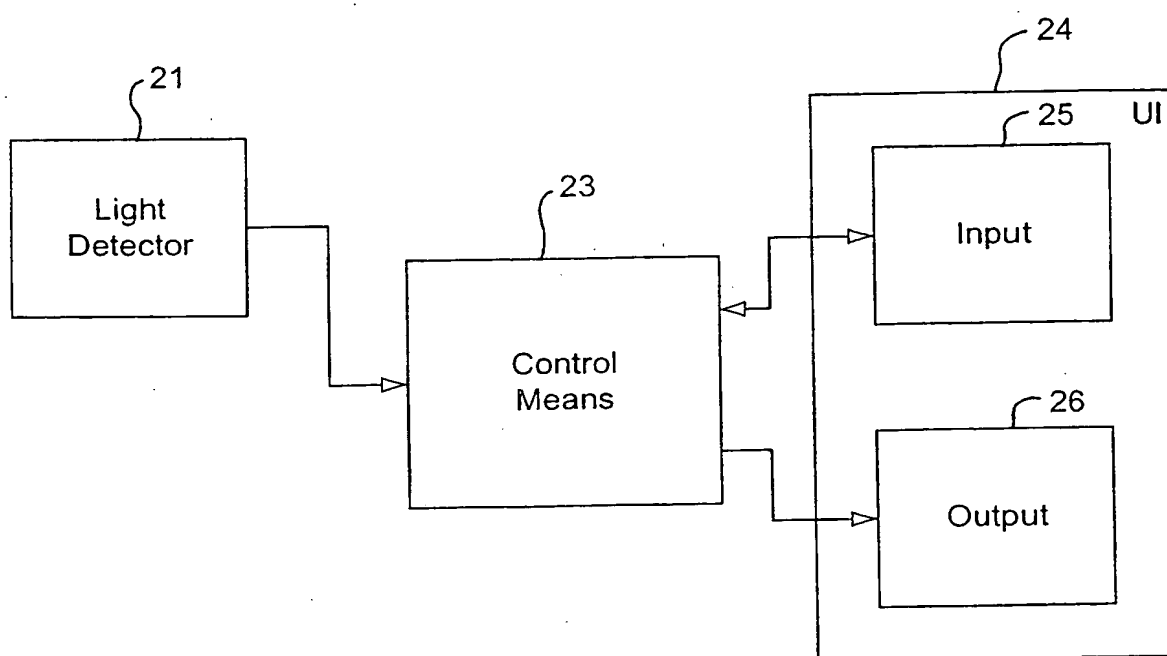 24
UI
21
25
Light
Detector
23
Input
Control
Means
26
Output